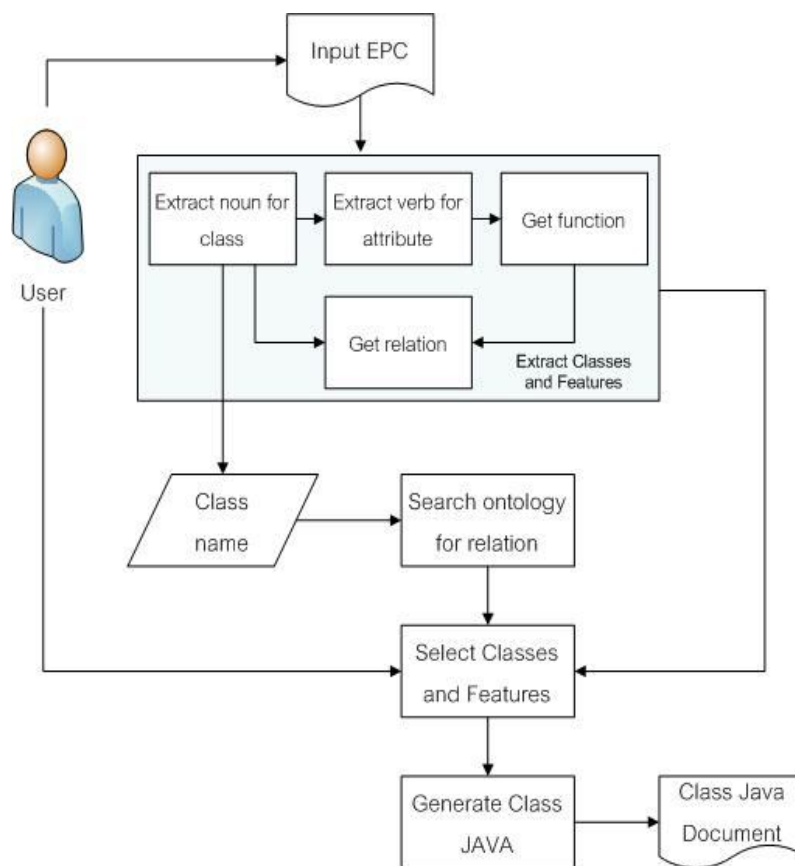 Input EPC
Extract noun for
class
Extract verb for
attribute
Get function
User
Get relation
Extract Classes
and Features
Class
name
Search ontology
for relation
Select Classes
and Features
Generate Class
JAVA
Class Java
Document